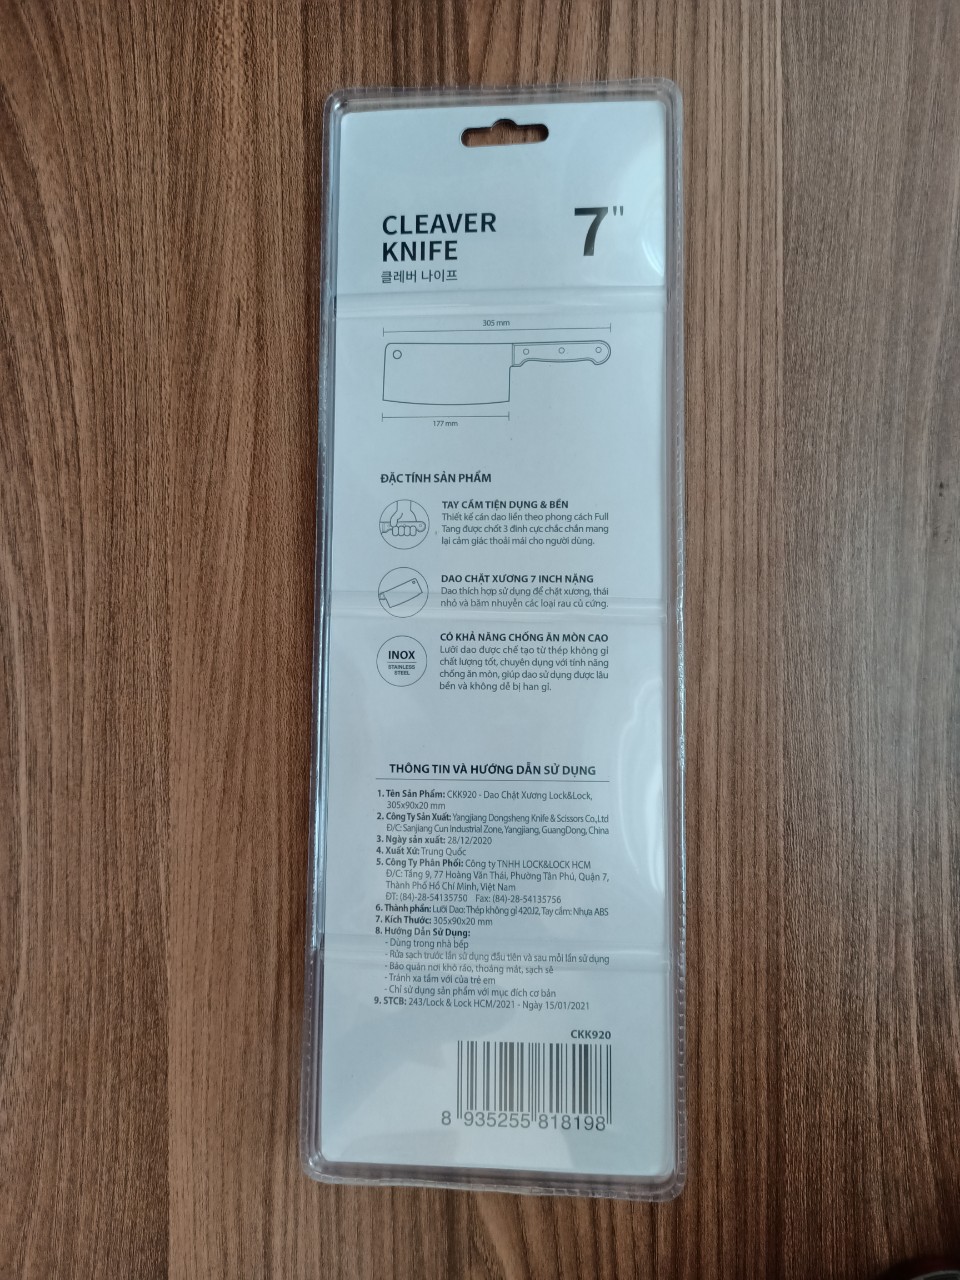 CLEAVER
KNIFE
7"
클레버 나이프
305 mm
177 mm
ĐẶC TÍNH SẢN PHẨM
TAY CẦM TIỆN DỤNG & BỀN
Thiết kế cán dao liền theo phong cách Full
Tang được chốt 3 đinh cực chắc chắn mang
lại cảm giác thoải mái cho người dùng.
DAO CHẶT XƯƠNG 7 INCH NẶNG
Dao thích hợp sử dụng để chặt xương, thái
nhỏ và băm nhuyễn các loại rau củ cứng.
INOX
STAINLESS
STEEL
CÓ KHẢ NĂNG CHỐNG ĂN MÒN CAO
Lưỡi dao được chế tạo từ thép không gỉ
chất lượng tốt, chuyên dụng với tính năng
chống ăn mòn, giúp dao sử dụng được lâu
bền và không dễ bị han gỉ.
THÔNG TIN VÀ HƯỚNG DẪN SỬ DỤNG
1. Tên Sản Phẩm: CKK920 - Dao Chặt Xương Lock&Lock,
305x90x20 mm
2. Công Ty Sản Xuất: Yangjiang Dongsheng Knife & Scissors Co,.Ltd
Đ/C: Sanjiang Cun industrial Zone, Yangjiang, GuangDong, China
3. Ngày sản xuất: 28/12/2020
4. Xuất Xứ: Trung Quốc
5. Công Ty Phân Phối: Công ty TNHH LOCK&LOCK HCM
Đ/C: Tầng 9, 77 Hoàng Văn Thái, Phường Tân Phú, Quận 7,
Thành Phố Hồ Chí Minh, Việt Nam
ĐT: (84)-28-54135750 Fax: (84)-28-54135756
6. Thành phần: Lưỡi Dao: Thép không gỉ 420J2, Tay cầm: Nhựa ABS
7. Kích Thước: 305x90x20 mm
8. Hướng Dẫn Sử Dụng:
- Dùng trong nhà bếp
- Rửa sạch trước lần sử dụng đầu tiên và sau mỗi lần sử dụng
- Bảo quản nơi khô ráo, thoáng mát, sạch sẽ
- Tránh xa tầm với của trẻ em
- Chỉ sử dụng sản phẩm với mục đích cơ bản
9. STCB: 243/Lock & Lock HCM/2021 - Ngày 15/01/2021
CKK920
8 935255 818198